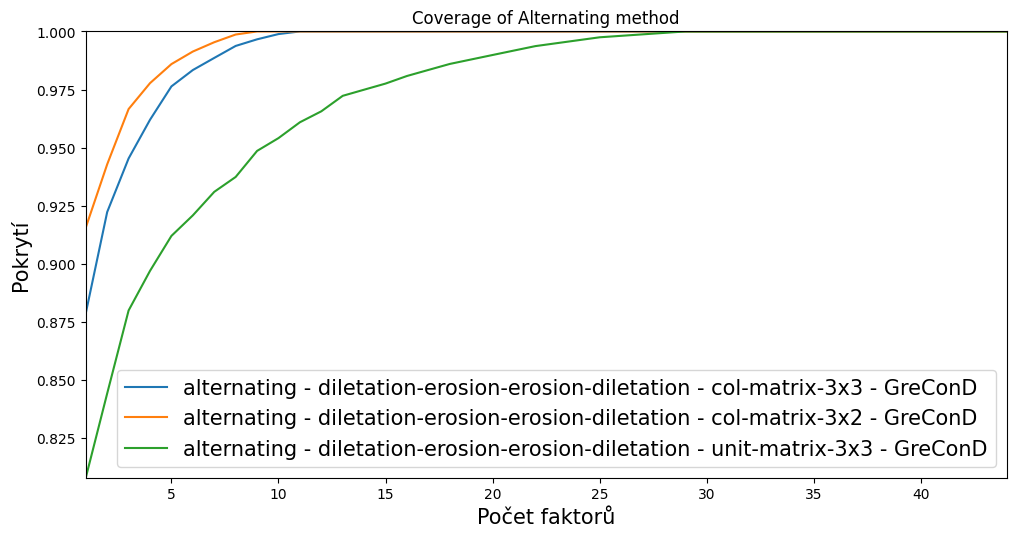 Coverage of Alternating method
1.000
0.975
0.950
0.925
0.900
0.875
0.850
0.825
Pokrytí
alternating - diletation-erosion-erosion-diletation - col-matrix-3x3 - GreConD
alternating - diletation-erosion-erosion-diletation - col-matrix-3x2 - GreConD
alternating - diletation-erosion-erosion-diletation - unit-matrix-3x3 - GreConD
5 10 15 20 25 30 35 40
Počet faktorů